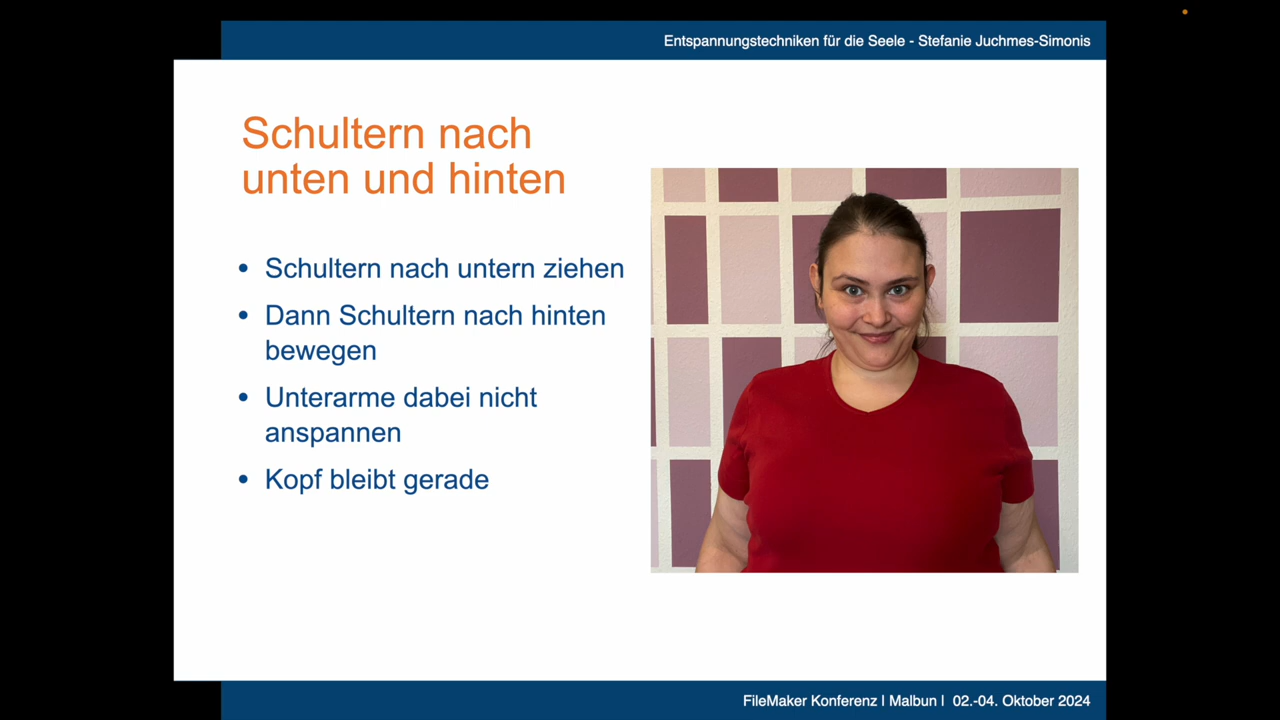 Entspannungstechniken für die Seele - Stefanie Juchmes-Simonis
Schultern nach
unten und hinten
• Schultern nach untern ziehen
• Dann Schultern nach hinten
bewegen
• Unterarme dabei nicht
anspannen
• Kopf bleibt gerade
FileMaker Konferenz I Malbun I 02.-04. Oktober 2024